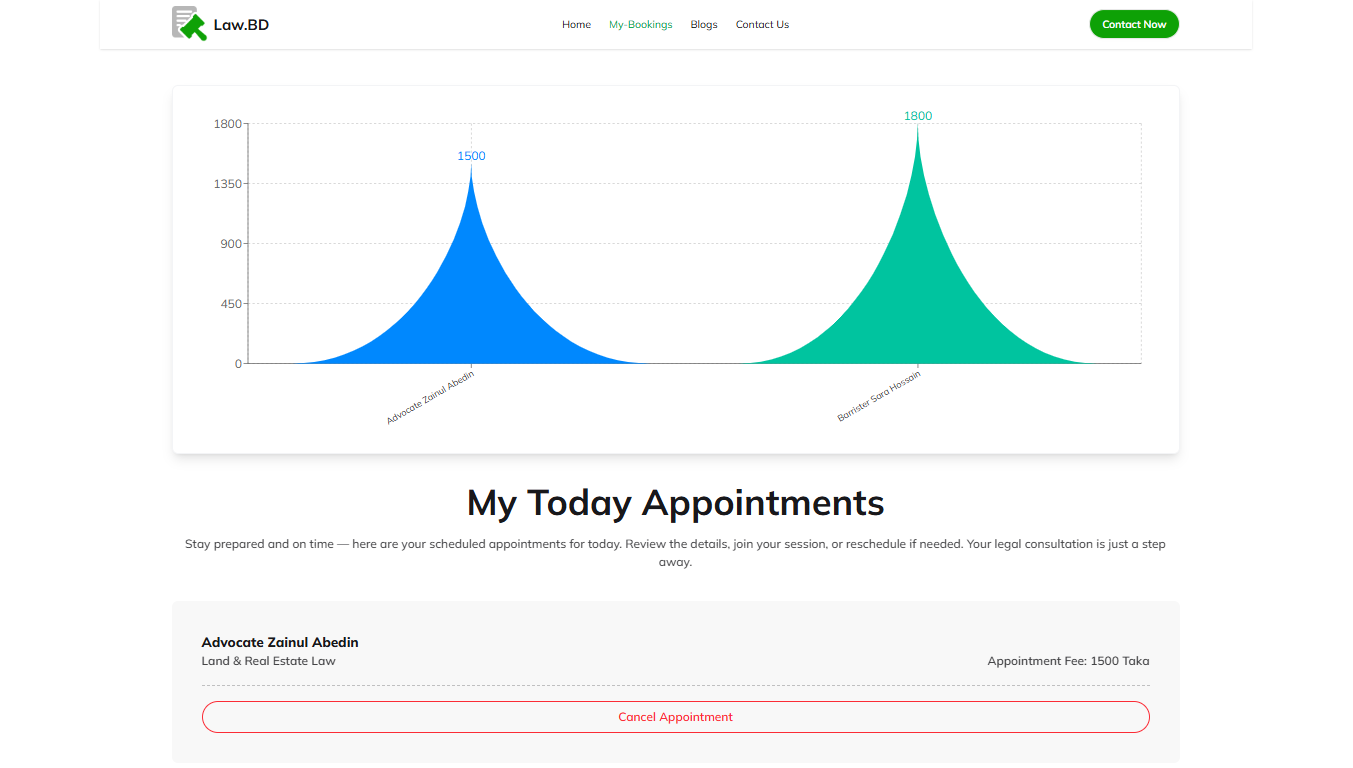 Law.BD
Home My-Bookings Blogs Contact Us
Contact Now
1800
1500
1800
1350
900
450
0
Advocate Zainul Abedin
Barrister Sara Hossain
My Today Appointments
Stay prepared and on time — here are your scheduled appointments for today. Review the details, join your session, or reschedule if needed. Your legal consultation is just a step
away.
Advocate Zainul Abedin
Land & Real Estate Law
Appointment Fee: 1500 Taka
Cancel Appointment